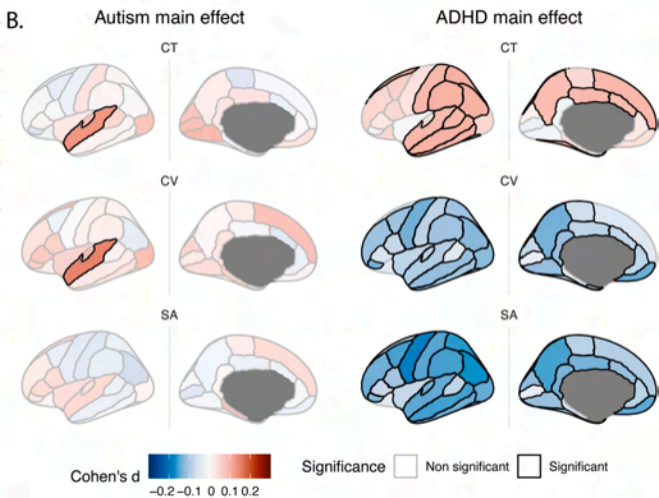 B.
Autism main effect
ADHD main effect
CT
CT
CV
CV
SA
SA
Cohen's d
-0.2 -0.1 0 0.1 0.2
Significance
Non significant
Significant